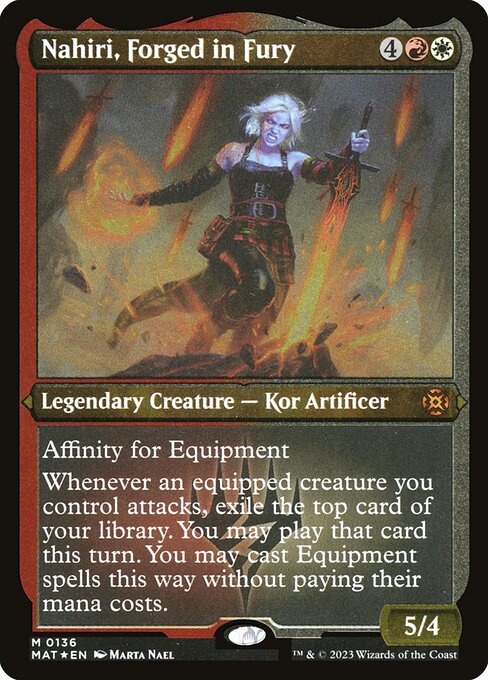 Nahiri, Forged in Fury 4
Legendary Creature — Kor Artificer
Affinity for Equipment
Whenever an equipped creature you
control attacks, exile the top card of
your library. You may play that card
this turn. You may cast Equipment
spells this way without paying their
mana costs.
5/4
M 0136
MAT★EN Marta Nael
™ & © 2023 Wizards of the Coast